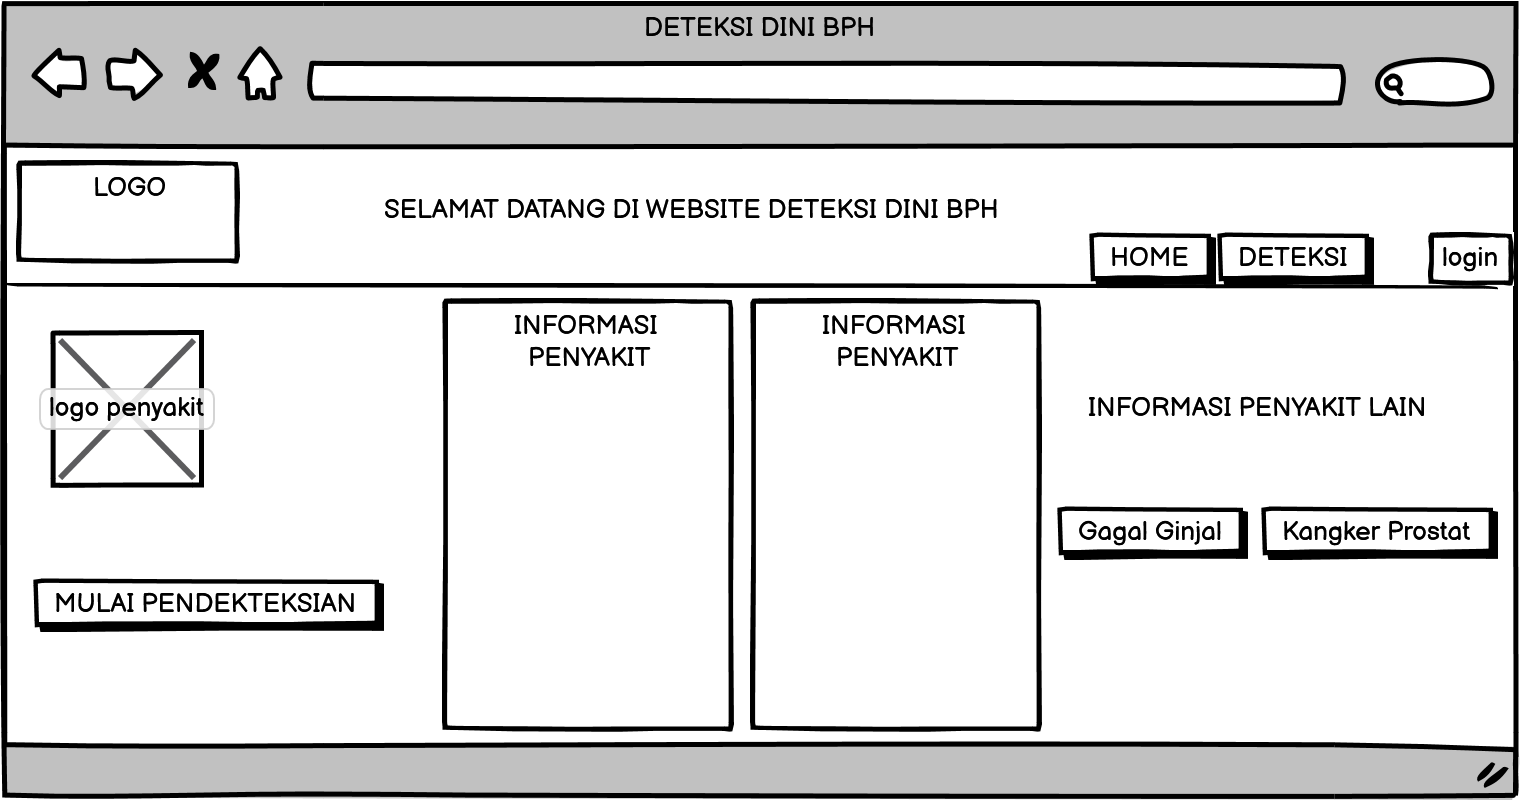 DETEKSI DINI BPH
LOGO
SELAMAT DATANG DI WEBSITE DETEKSI DINI BPH
HOME
DETEKSI
login
logo penyakit
MULAI PENDEKTEKSIAN
INFORMASI
PENYAKIT
INFORMASI
PENYAKIT
INFORMASI PENYAKIT LAIN
Gagal Ginjal
Kangker Prostat